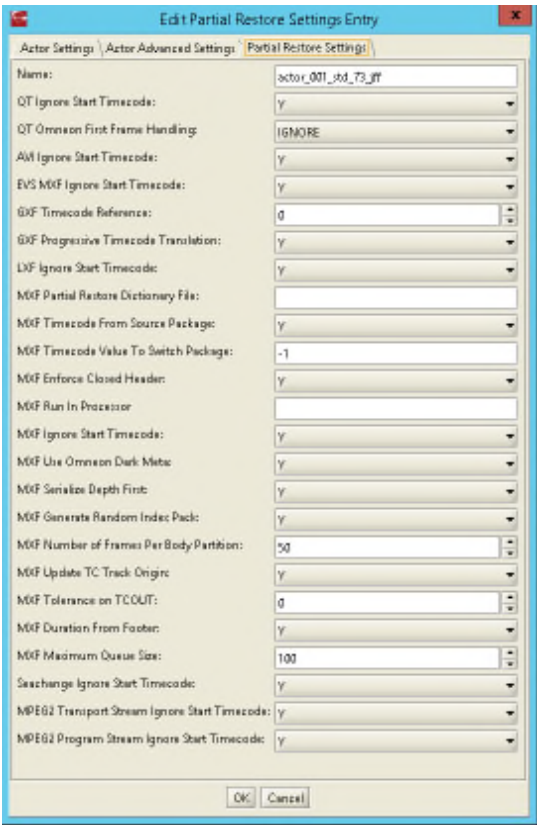 Edit Partial Restore Settings Entry
x
Actor Settings Actor Advanced Settings Partial Restore Settings
Name: actor_001_std_73_jff
QT Ignore Start Timecode: Y
QT Omneon First Frame Handling: IGNORE
AVI Ignore Start Timecode: Y
EVS MXF Ignore Start Timecode: Y
GXF Timecode Reference: 0
GXF Progressive Timecode Translation: Y
LXF Ignore Start Timecode: Y
MXF Partial Restore Dictionary File:
MXF Timecode From Source Package: Y
MXF Timecode Value To Switch Package: -1
MXF Enforce Closed Header: Y
MXF Run In Processor
MXF Ignore Start Timecode: Y
MXF Use Omneon Dark Meta: Y
MXF Serialize Depth First: Y
MXF Generate Random Index Pack: Y
MXF Number of Frames Per Body Partition: 50
MXF Update TC Track Origin: Y
MXF Tolerance on TCOUT: 0
MXF Duration From Footer: Y
MXF Maximum Queue Size: 100
Seachange Ignore Start Timecode: Y
MPEG2 Transport Stream Ignore Start Timecode: Y
MPEG2 Program Stream Ignore Start Timecode: Y
OK Cancel